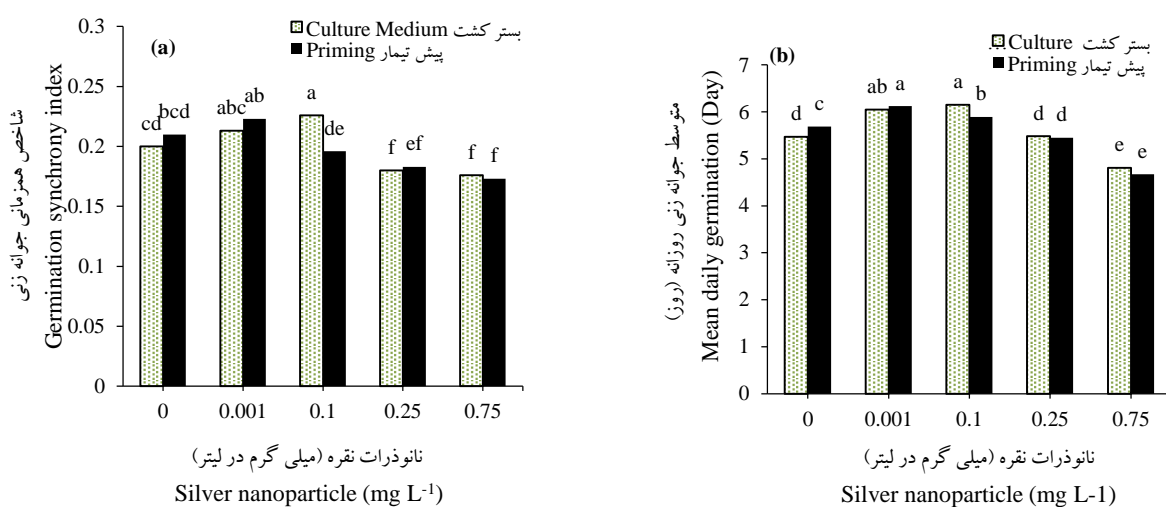 (a)
بستر کشت Culture Medium
پیش تیمار Priming
شاخص همزمانی جوانه زنی
Germination synchrony index
0.3
0.25
0.2
0.15
0.1
0.05
0
cd bcd abc ab a de f ef f f
0 0.001 0.1 0.25 0.75
نانوذرات نقره (میلی گرم در لیتر)
Silver nanoparticle (mg L-1)
(b)
بستر کشت Culture
پیش تیمار Priming
متوسط جوانه زنی روزانه (روز)
Mean daily germination (Day)
7
6
5
4
3
2
1
0
d c ab a a b d d e e
0 0.001 0.1 0.25 0.75
نانوذرات نقره (میلی گرم در لیتر)
Silver nanoparticle (mg L-1)